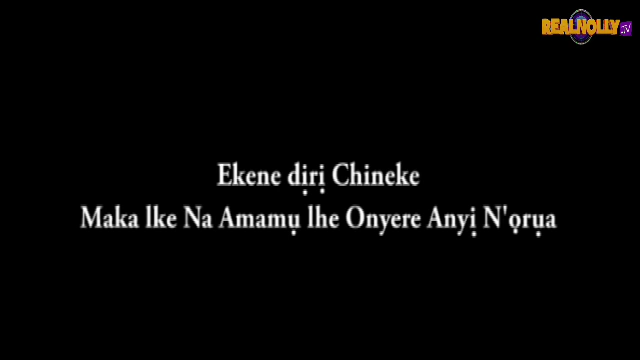 REALNOLLY TV
Ekene dịrị Chineke
Maka Ike Na Amamụ Ihe Onyere Anyị N'ọrụa